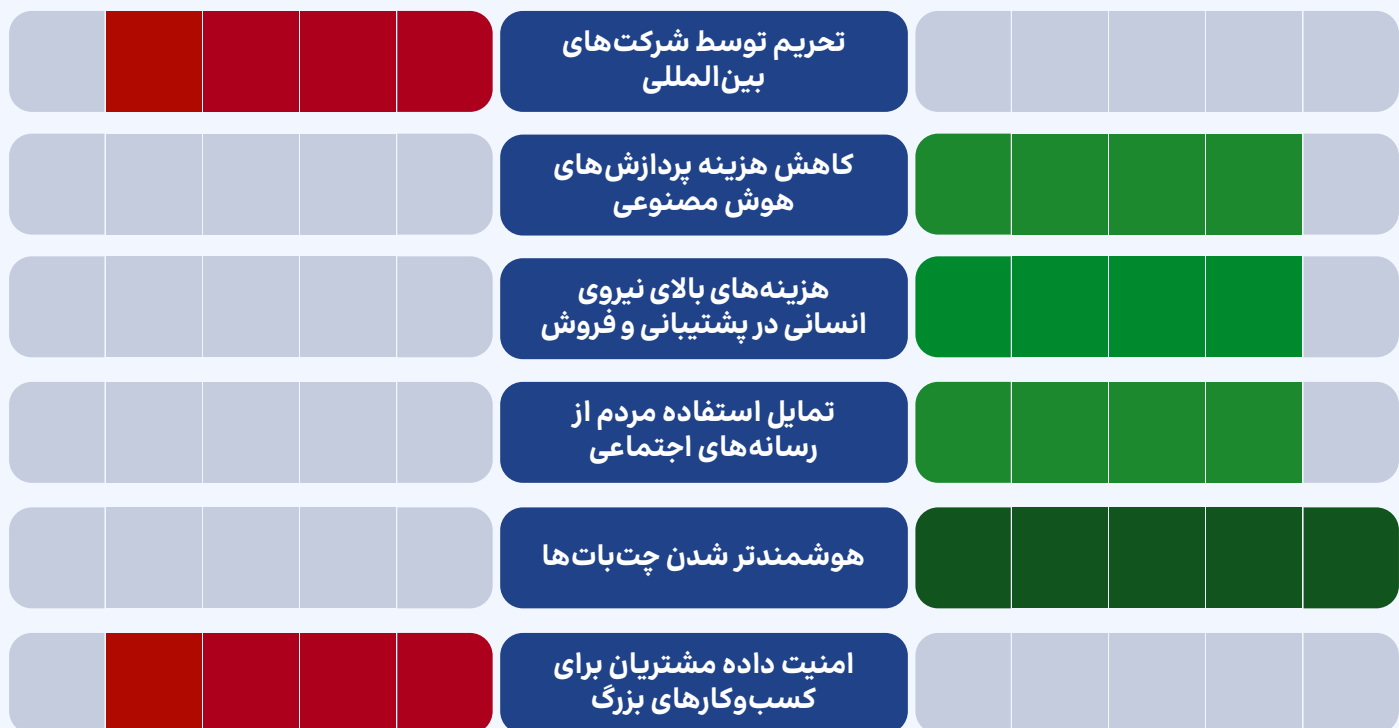 تحریم توسط شرکت‌های
بین‌المللی
کاهش هزینه پردازش‌های
هوش مصنوعی
هزینه‌های بالای نیروی
انسانی در پشتیبانی و فروش
تمایل استفاده مردم از
رسانه‌های اجتماعی
هوشمندتر شدن چت‌بات‌ها
امنیت داده مشتریان برای
کسب‌وکارهای بزرگ